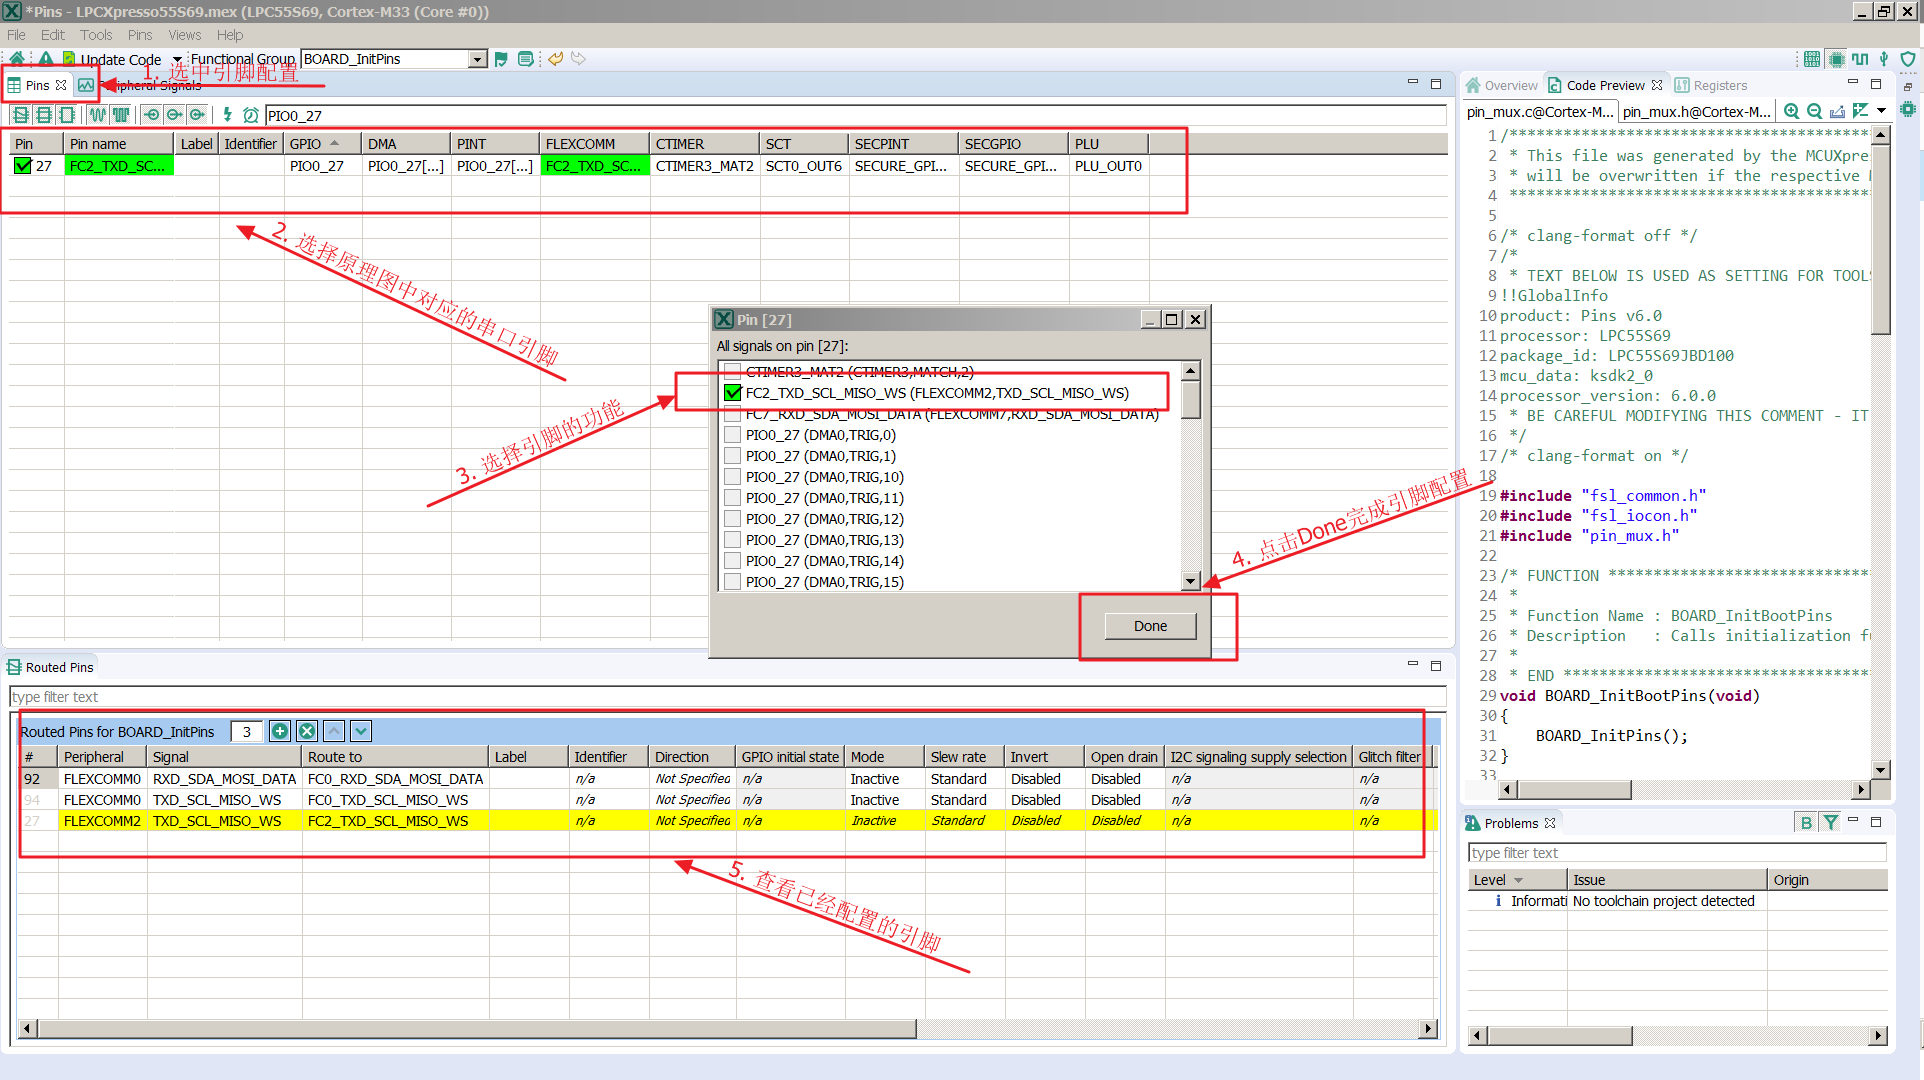 *Pins - LPCXpresso55S69.mex (LPC55S69, Cortex-M33 (Core #0))
File Edit Tools Pins Views Help
Update Code Functional Group BOARD_InitPins
Pins
1. 选中引脚配置
PIO0_27
Pin Pin name Label Identifier GPIO DMA PINT FLEXCOMM CTIMER SCT SECPINT SECGPIO PLU
27 FC2_TXD_SC... PIO0_27 PIO0_27[...] PIO0_27[...] FC2_TXD_SC... CTIMER3_MAT2 SCT0_OUT6 SECURE_GPI... SECURE_GPI... PLU_OUT0
2. 选择原理图中对应的串口引脚
3. 选择引脚的功能
Pin [27]
All signals on pin [27]:
CTIMER3_MAT2 (CTIMER3,MATCH,2)
FC2_TXD_SCL_MISO_WS (FLEXCOMM2,TXD_SCL_MISO_WS)
FC7_RXD_SDA_MOSI_DATA (FLEXCOMM7,RXD_SDA_MOSI_DATA)
PIO0_27 (DMA0,TRIG,0)
PIO0_27 (DMA0,TRIG,1)
PIO0_27 (DMA0,TRIG,10)
PIO0_27 (DMA0,TRIG,11)
PIO0_27 (DMA0,TRIG,12)
PIO0_27 (DMA0,TRIG,13)
PIO0_27 (DMA0,TRIG,14)
PIO0_27 (DMA0,TRIG,15)
Done
4. 点击Done完成引脚配置
Routed Pins
type filter text
Routed Pins for BOARD_InitPins 3
# Peripheral Signal Route to Label Identifier Direction GPIO initial state Mode Slew rate Invert Open drain I2C signaling supply selection Glitch filter
92 FLEXCOMM0 RXD_SDA_MOSI_DATA FC0_RXD_SDA_MOSI_DATA n/a Not Specified n/a Inactive Standard Disabled Disabled n/a n/a
94 FLEXCOMM0 TXD_SCL_MISO_WS FC0_TXD_SCL_MISO_WS n/a Not Specified n/a Inactive Standard Disabled Disabled n/a n/a
27 FLEXCOMM2 TXD_SCL_MISO_WS FC2_TXD_SCL_MISO_WS n/a Not Specified n/a Inactive Standard Disabled Disabled n/a n/a
5. 查看已经配置的引脚
Overview Code Preview Registers
pin_mux.c@Cortex-M... pin_mux.h@Cortex-M...
1 /****************************************
2 * This file was generated by the MCUXpre
3 * will be overwritten if the respective
4 ****************************************
5
6 /* clang-format off */
7 /*
8 * TEXT BELOW IS USED AS SETTING FOR TOOL
9 !!GlobalInfo
10 product: Pins v6.0
11 processor: LPC55S69
12 package_id: LPC55S69JBD100
13 mcu_data: ksdk2_0
14 processor_version: 6.0.0
15 * BE CAREFUL MODIFYING THIS COMMENT - IT
16 */
17 /* clang-format on */
18
19 #include "fsl_common.h"
20 #include "fsl_iocon.h"
21 #include "pin_mux.h"
22
23 /* FUNCTION *****************************
24 *
25 * Function Name : BOARD_InitBootPins
26 * Description : Calls initialization
27 *
28 * END **********************************
29 void BOARD_InitBootPins(void)
30 {
31 BOARD_InitPins();
32 }
33
Problems
type filter text
Level Issue Origin
Informati No toolchain project detected